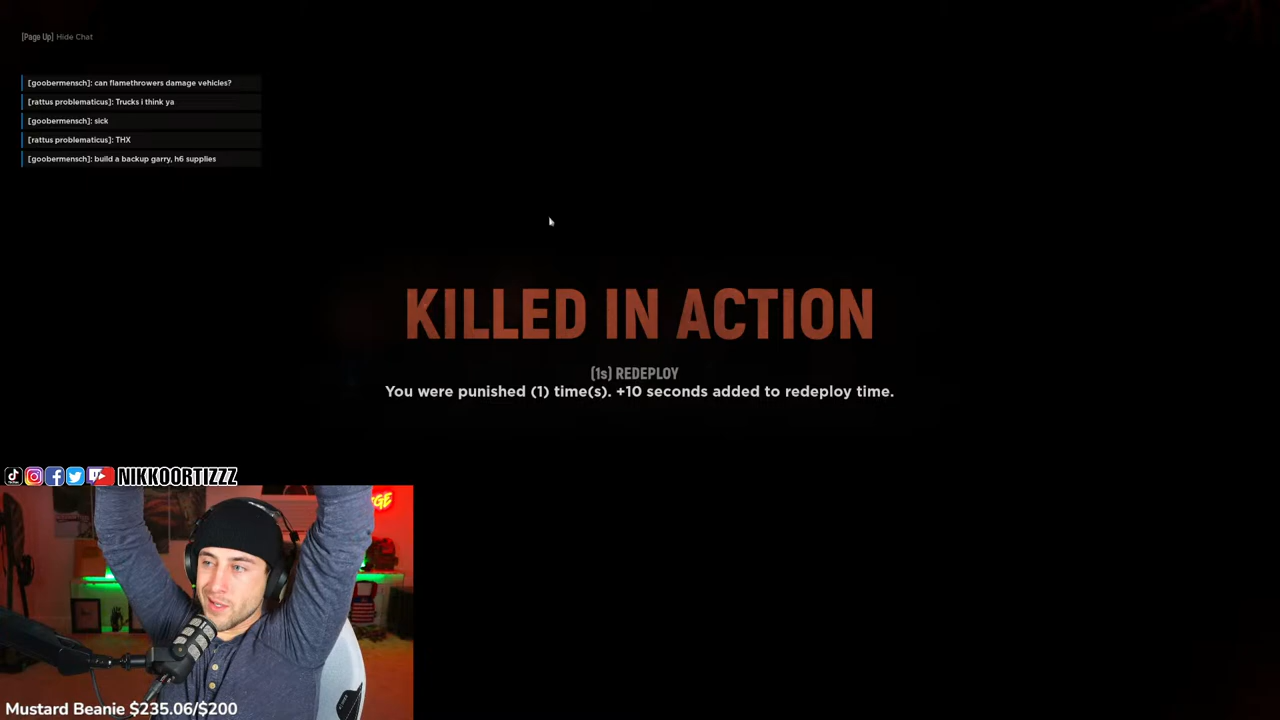 [Page Up] Hide Chat
[goobermensch]: can flamethrowers damage vehicles?
[rattus problematicus]: Trucks i think ya
[goobermensch]: sick
[rattus problematicus]: THX
[goobermensch]: build a backup garry, h6 supplies
KILLED IN ACTION
(1s) REDEPLOY
You were punished (1) time(s). +10 seconds added to redeploy time.
NIKKOORTIZZZ
Mustard Beanie $235.06/$200